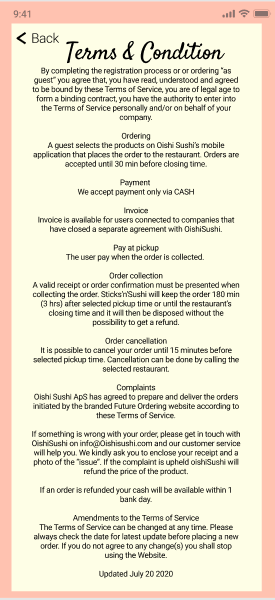 9:41
Back
Terms & Condition
By completing the registration process or or ordering "as
guest" you agree that, you have read, understood and agreed
to be bound by these Terms of Service, you are of legal age to
form a binding contract, you have the authority to enter into
the Terms of Service personally and/or on behalf of your
company.
Ordering
A guest selects the products on Oishi Sushi's mobile
application that places the order to the restaurant. Orders are
accepted until 30 min before closing time.
Payment
We accept payment only via CASH
Invoice
Invoice is available for users connected to companies that
have closed a separate agreement with OishiSushi.
Pay at pickup
The user pay when the order is collected.
Order collection
A valid receipt or order confirmation must be presented when
collecting the order. Sticks'n'Sushi will keep the order 180 min
(3 hrs) after selected pickup time or until the restaurant's
closing time and it will then be disposed without the
possibility to get a refund.
Order cancellation
It is possible to cancel your order until 15 minutes before
selected pickup time. Cancellation can be done by calling the
selected restaurant.
Complaints
Oishi Sushi ApS has agreed to prepare and deliver the orders
initiated by the branded Future Ordering website according to
these Terms of Service.
If something is wrong with your order, please get in touch with
OishiSushi on info@Oishisushi.com and our customer service
will help you. We kindly ask you to enclose your receipt and a
photo of the "issue". If the complaint is upheld oishiSushi will
refund the price of the product.
If an order is refunded your cash will be available within 1
bank day.
Amendments to the Terms of Service
The Terms of Service can be changed at any time. Please
always check the date for latest update before placing a new
order. If you do not agree to any change(s) you shall stop
using the Website.
Updated July 20 2020